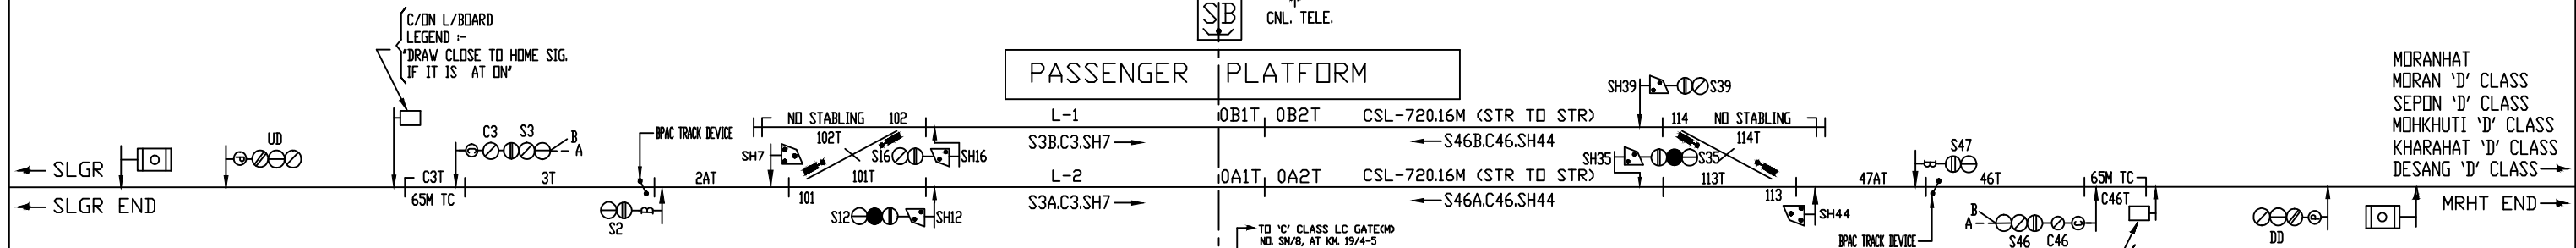 C/ON L/BOARD
LEGEND :-
"DRAW CLOSE TO HOME SIG.
IF IT IS AT ON"
SB
CNL. TELE.
PASSENGER PLATFORM
MORANHAT
MORAN 'D' CLASS
SEPON 'D' CLASS
MOHKHUTI 'D' CLASS
KHARAHAT 'D' CLASS
DESANG 'D' CLASS
SH39 S39
NO STABLING 102 L-1 0B1T 0B2T CSL-720.16M (STR TO STR) 114 NO STABLING
UD C3 S3 B A BPAC TRACK DEVICE 102T S3B.C3.SH7 S46B.C46.SH44 114T S47
C P SH7 S16 SH16 SH35 S35 B
SLGR C3T 3T 2AT 101T L-2 0A1T 0A2T CSL-720.16M (STR TO STR) 113T 47AT 46T 65M TC
SLGR END 65M TC 101 S3A.C3.SH7 S46A.C46.SH44 113 C46T MRHT END
S2 B S12 SH12 SH44 B A S46 C46 C DD P
TO 'C' CLASS LC GATE(M)
NO. SM/8, AT KM. 19/4-5
BPAC TRACK DEVICE